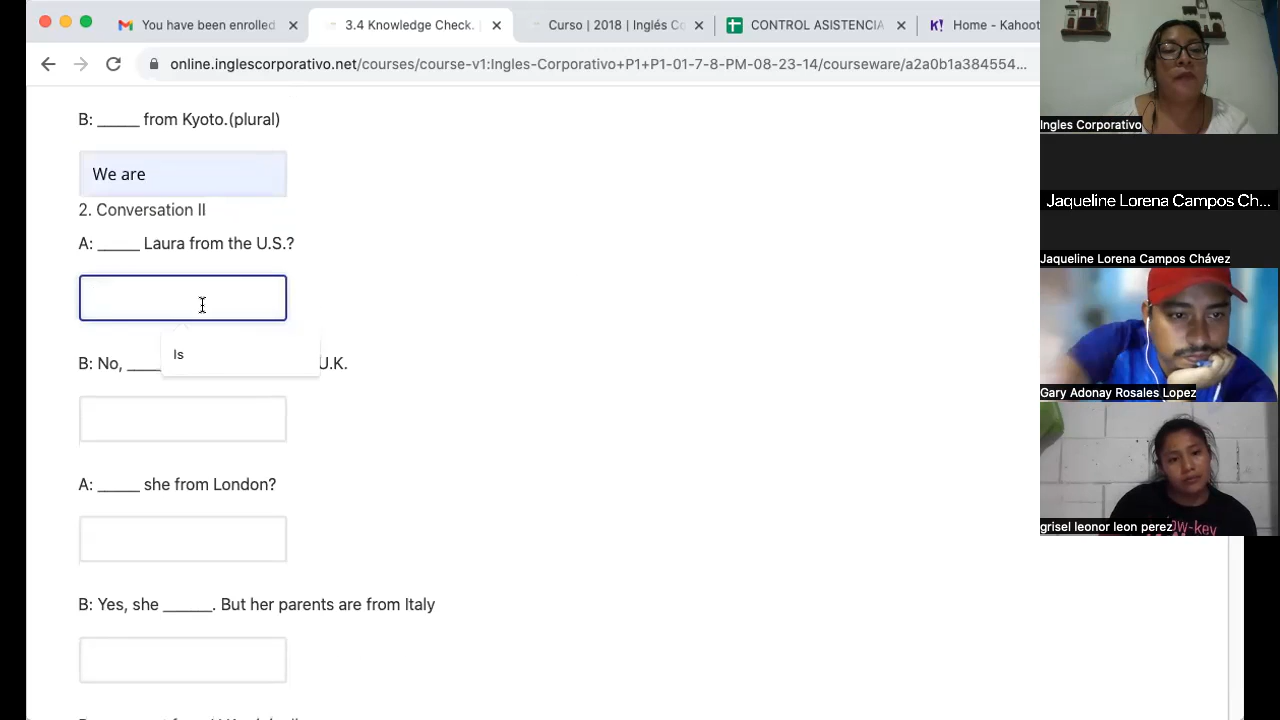 You have been enrolled
3.4 Knowledge Check.
Curso | 2018 | Inglés Co
CONTROL ASISTENCIA
K! Home - Kahoot
online.inglescorporativo.net/courses/course-v1:Ingles-Corporativo+P1+P1-01-7-8-PM-08-23-14/courseware/a2a0b1a384554...
B: _____ from Kyoto.(plural)
We are
2. Conversation II
A: _____ Laura from the U.S.?
Is
B: No, ____ U.K.
A: _____ she from London?
B: Yes, she ______. But her parents are from Italy
Ingles Corporativo
Jaqueline Lorena Campos Ch...
Jaqueline Lorena Campos Chávez
Gary Adonay Rosales Lopez
grisel leonor leon perez
OW-key